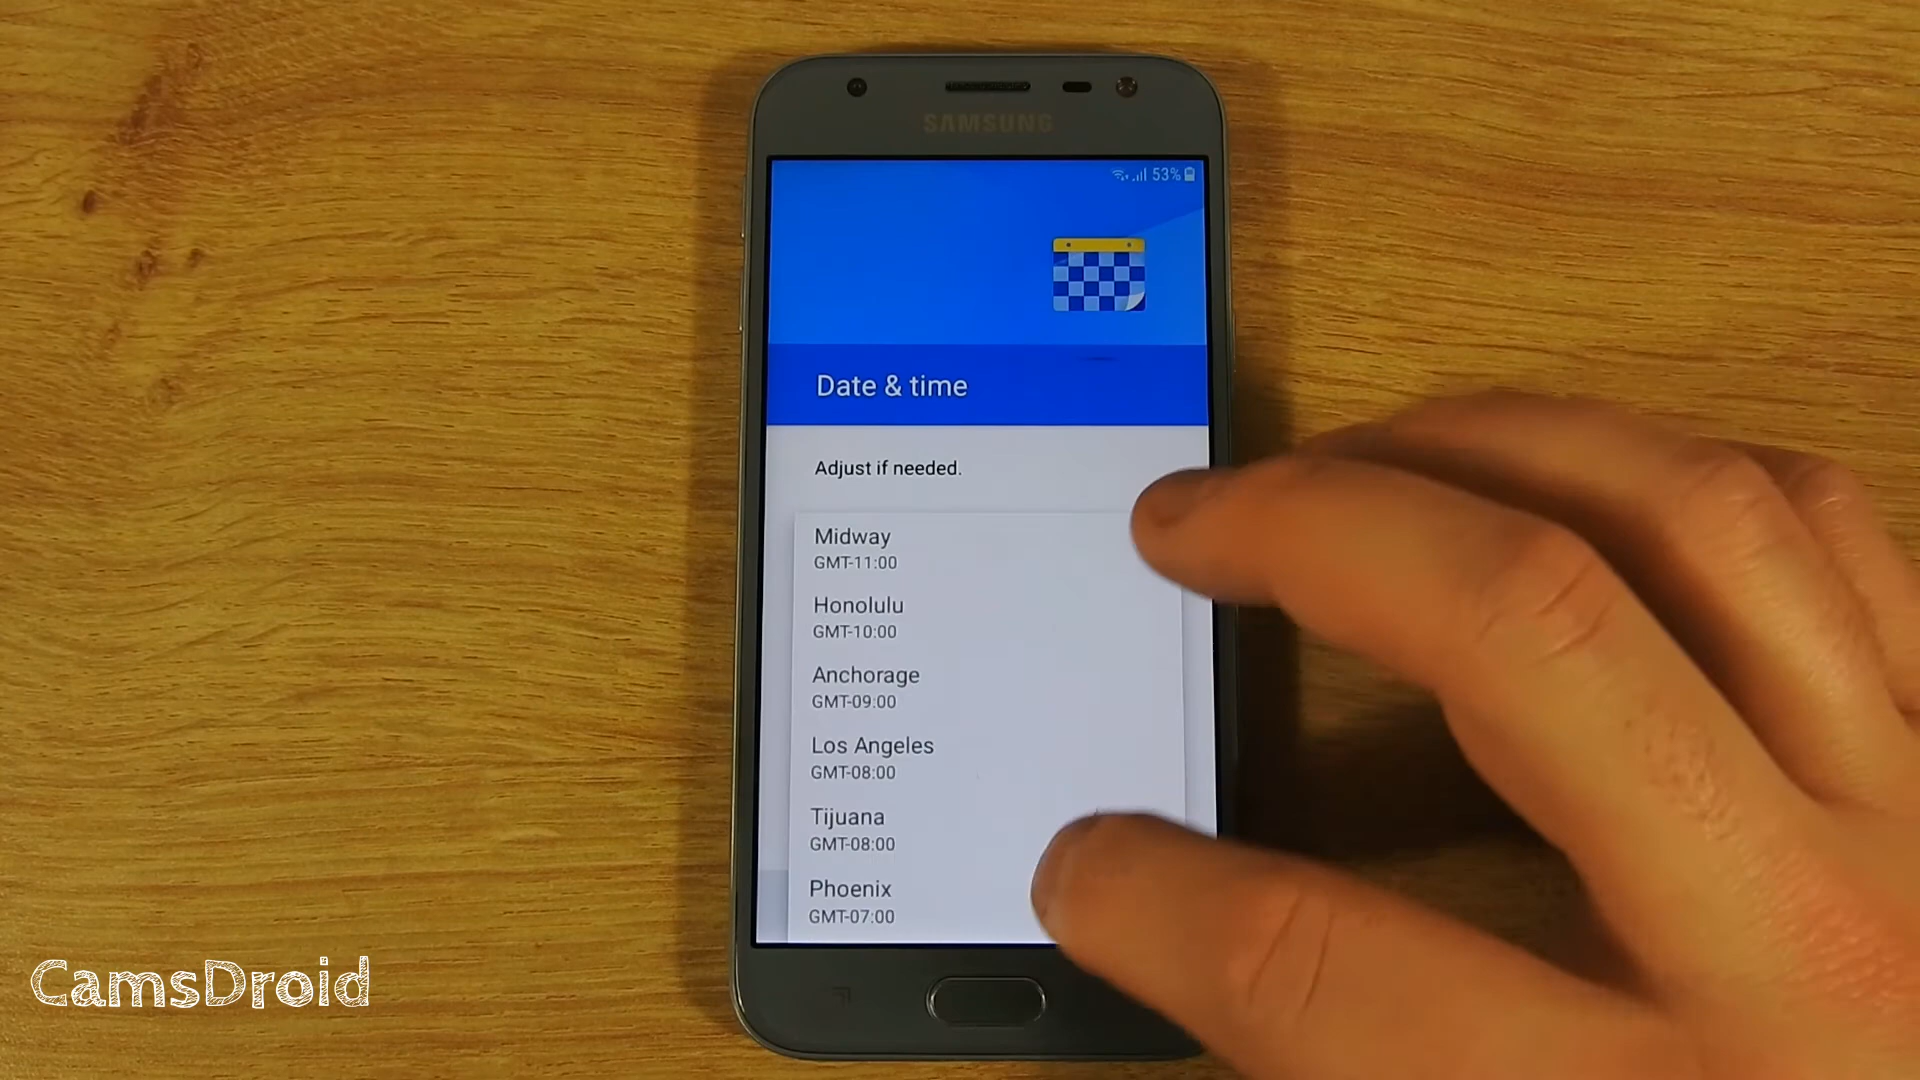 SAMSUNG
53%
Date & time
Adjust if needed.
Midway
GMT-11:00
Honolulu
GMT-10:00
Anchorage
GMT-09:00
Los Angeles
GMT-08:00
Tijuana
GMT-08:00
Phoenix
GMT-07:00
CamsDroid